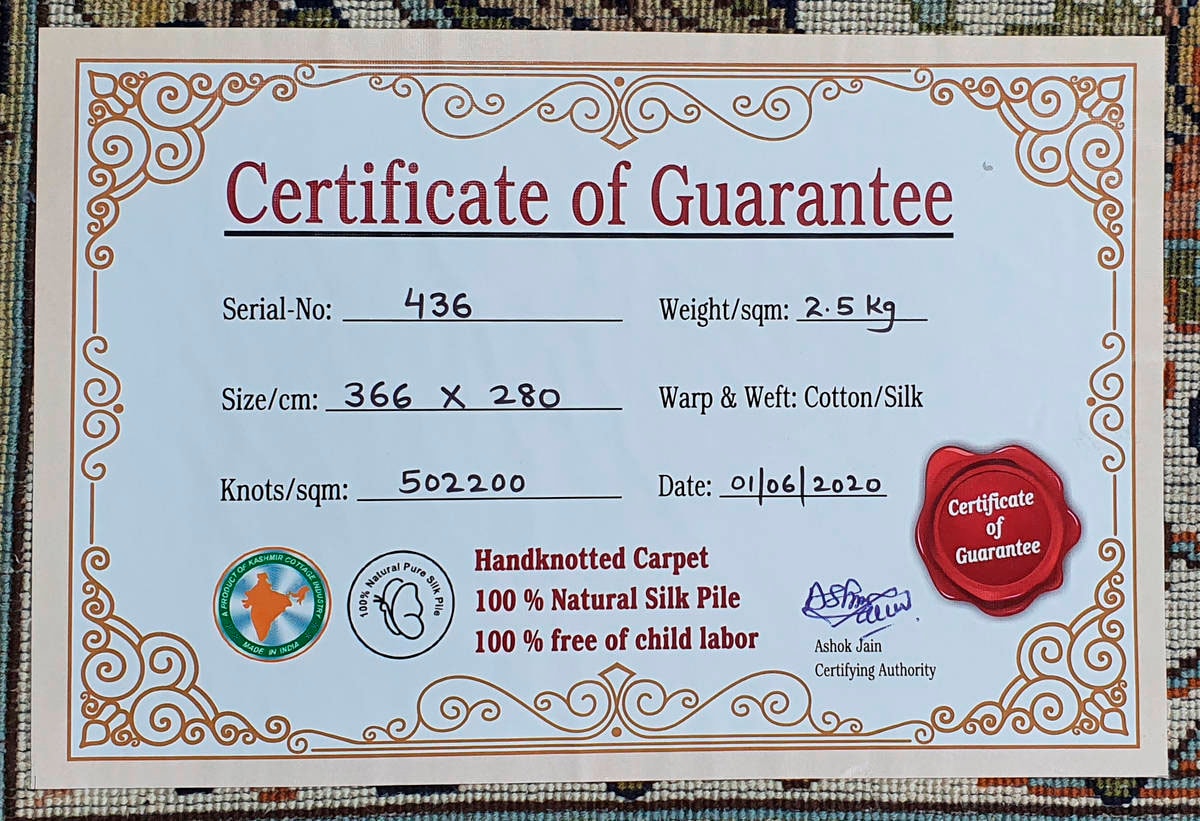 Certificate of Guarantee
Serial-No: 436
Weight/sqm: 2.5 kg
Size/cm: 366 X 280
Warp & Weft: Cotton/Silk
Knots/sqm: 502200
Date: 01/06/2020
Certificate
of
Guarantee
A PRODUCT OF KASHMIR COTTAGE INDUSTRY
MADE IN INDIA
100% Natural Pure Silk Pile
Handknotted Carpet
100 % Natural Silk Pile
100 % free of child labor
Ashok Jain
Certifying Authority